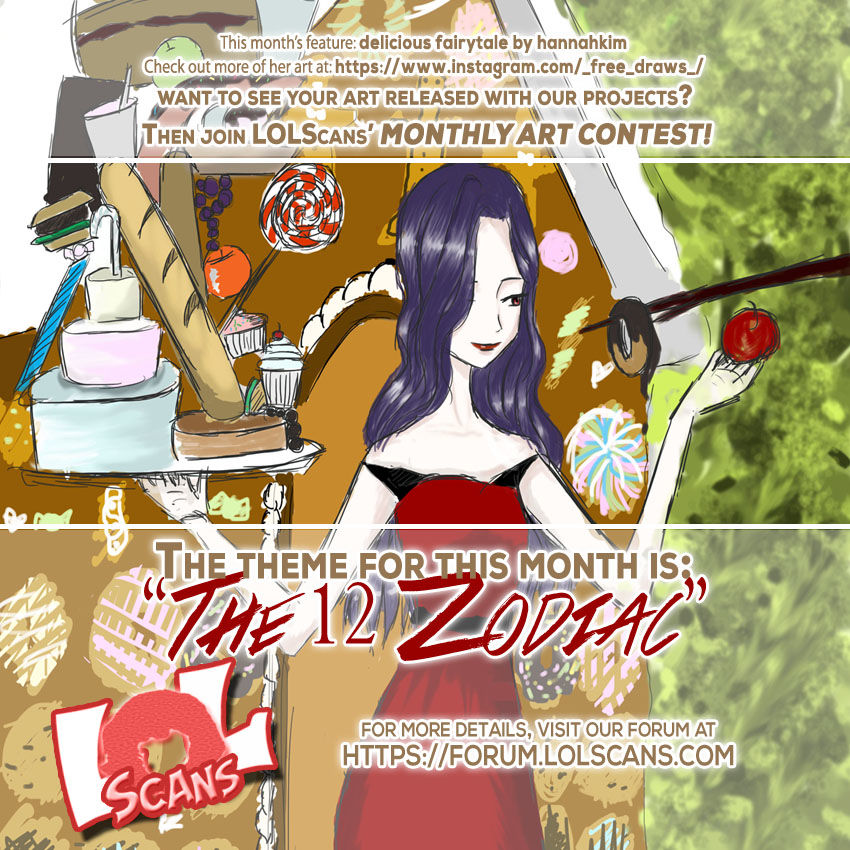 This month's feature: delicious fairytale by hannahkim
Check out more of her art at: https://www.instagram.com/_free_draws_/
WANT TO SEE YOUR ART RELEASED WITH OUR PROJECTS?
THEN JOIN LOLSCANS' MONTHLY ART CONTEST!
THE THEME FOR THIS MONTH IS:
"THE 12 ZODIAC"
LOL
SCANS
FOR MORE DETAILS, VISIT OUR FORUM AT
HTTPS://FORUM.LOLSCANS.COM